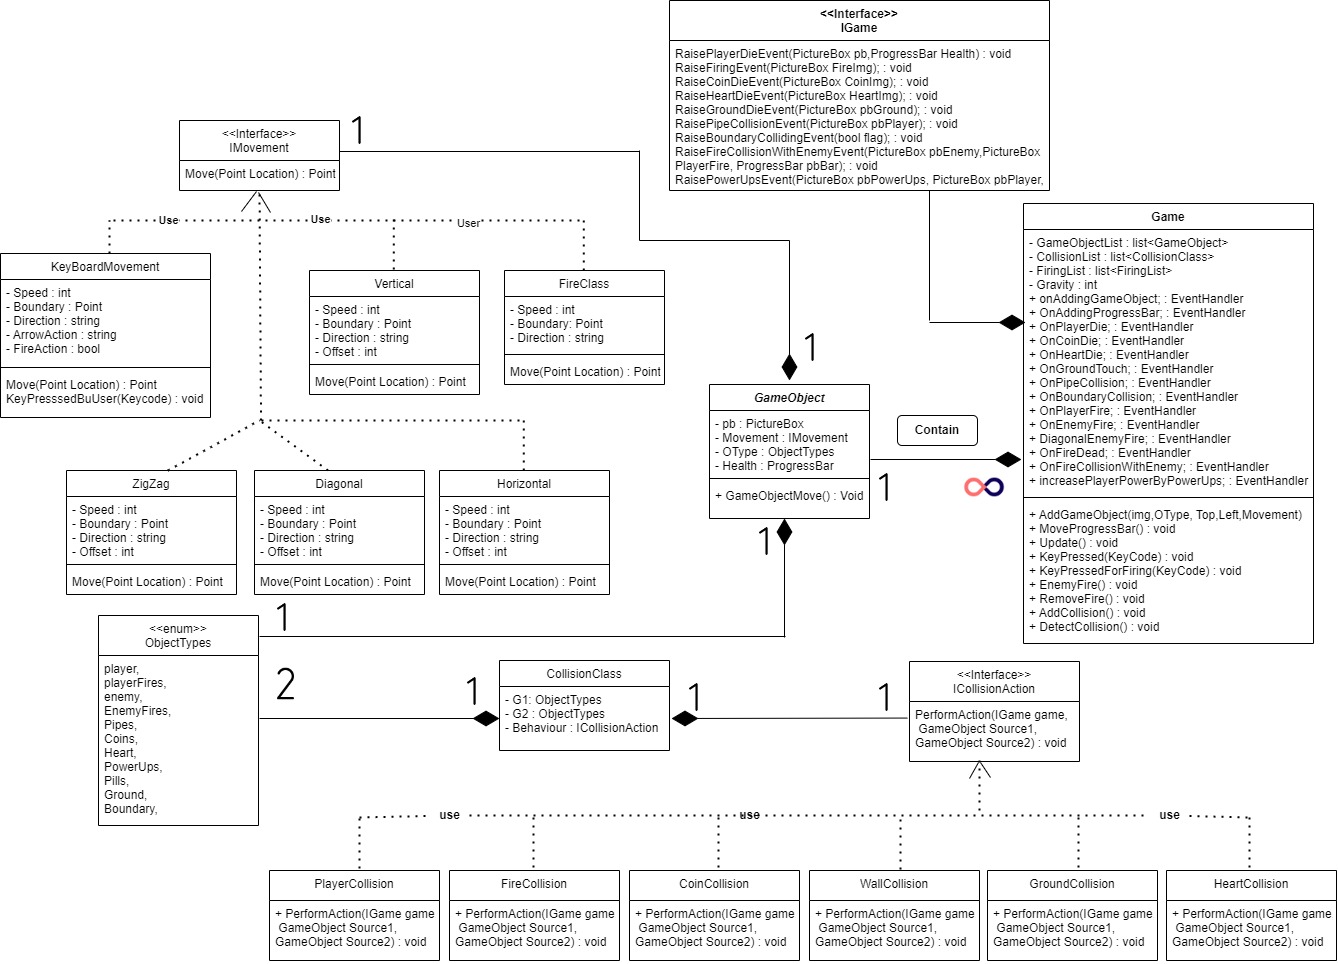 <<Interface>>
IGame
RaisePlayerDieEvent(PictureBox pb,ProgressBar Health) : void
RaiseFiringEvent(PictureBox FireImg); : void
RaiseCoinDieEvent(PictureBox CoinImg); : void
RaiseHeartDieEvent(PictureBox HeartImg); : void
RaiseGroundDieEvent(PictureBox pbGround); : void
RaisePipeCollisionEvent(PictureBox pbPlayer); : void
RaiseBoundaryCollidingEvent(bool flag); : void
RaiseFireCollisionWithEnemyEvent(PictureBox pbEnemy,PictureBox
PlayerFire, ProgressBar pbBar); : void
RaisePowerUpsEvent(PictureBox pbPowerUps, PictureBox pbPlayer,
<<Interface>>
IMovement
Move(Point Location) : Point
1
Use
Use
User
KeyBoardMovement
- Speed : int
- Boundary : Point
- Direction : string
- ArrowAction : string
- FireAction : bool
Move(Point Location) : Point
KeyPresssedBuUser(Keycode) : void
Vertical
- Speed : int
- Boundary : Point
- Direction : string
- Offset : int
Move(Point Location) : Point
FireClass
- Speed : int
- Boundary: Point
- Direction : string
Move(Point Location) : Point
Game
- GameObjectList : list<GameObject>
- CollisionList : list<CollisionClass>
- FiringList : list<FiringList>
- Gravity : int
+ onAddingGameObject; : EventHandler
+ OnAddingProgressBar; : EventHandler
+ OnPlayerDie; : EventHandler
+ OnCoinDie; : EventHandler
+ OnHeartDie; : EventHandler
+ OnGroundTouch; : EventHandler
+ OnPipeCollision; : EventHandler
+ OnBoundaryCollision; : EventHandler
+ OnPlayerFire; : EventHandler
+ OnEnemyFire; : EventHandler
+ DiagonalEnemyFire; : EventHandler
+ OnFireDead; : EventHandler
+ OnFireCollisionWithEnemy; : EventHandler
+ increasePlayerPowerByPowerUps; : EventHandler
+ AddGameObject(img,OType, Top,Left,Movement)
+ MoveProgressBar() : void
+ Update() : void
+ KeyPressed(KeyCode) : void
+ KeyPressedForFiring(KeyCode) : void
+ EnemyFire() : void
+ RemoveFire() : void
+ AddCollision() : void
+ DetectCollision() : void
1
GameObject
- pb : PictureBox
- Movement : IMovement
- OType : ObjectTypes
- Health : ProgressBar
+ GameObjectMove() : Void
Contain
1
1
ZigZag
- Speed : int
- Boundary : Point
- Direction : string
- Offset : int
Move(Point Location) : Point
Diagonal
- Speed : int
- Boundary : Point
- Direction : string
- Offset : int
Move(Point Location) : Point
Horizontal
- Speed : int
- Boundary : Point
- Direction : string
- Offset : int
Move(Point Location) : Point
<<enum>>
ObjectTypes
player,
playerFires,
enemy,
EnemyFires,
Pipes,
Coins,
Heart,
PowerUps,
Pills,
Ground,
Boundary,
1
2
1
CollisionClass
- G1: ObjectTypes
- G2 : ObjectTypes
- Behaviour : ICollisionAction
1
1
<<Interface>>
ICollisionAction
PerformAction(IGame game,
GameObject Source1,
GameObject Source2) : void
use
use
use
PlayerCollision
+ PerformAction(IGame game
GameObject Source1,
GameObject Source2) : void
FireCollision
+ PerformAction(IGame game
GameObject Source1,
GameObject Source2) : void
CoinCollision
+ PerformAction(IGame game
GameObject Source1,
GameObject Source2) : void
WallCollision
+ PerformAction(IGame game
GameObject Source1,
GameObject Source2) : void
GroundCollision
+ PerformAction(IGame game
GameObject Source1,
GameObject Source2) : void
HeartCollision
+ PerformAction(IGame game
GameObject Source1,
GameObject Source2) : void